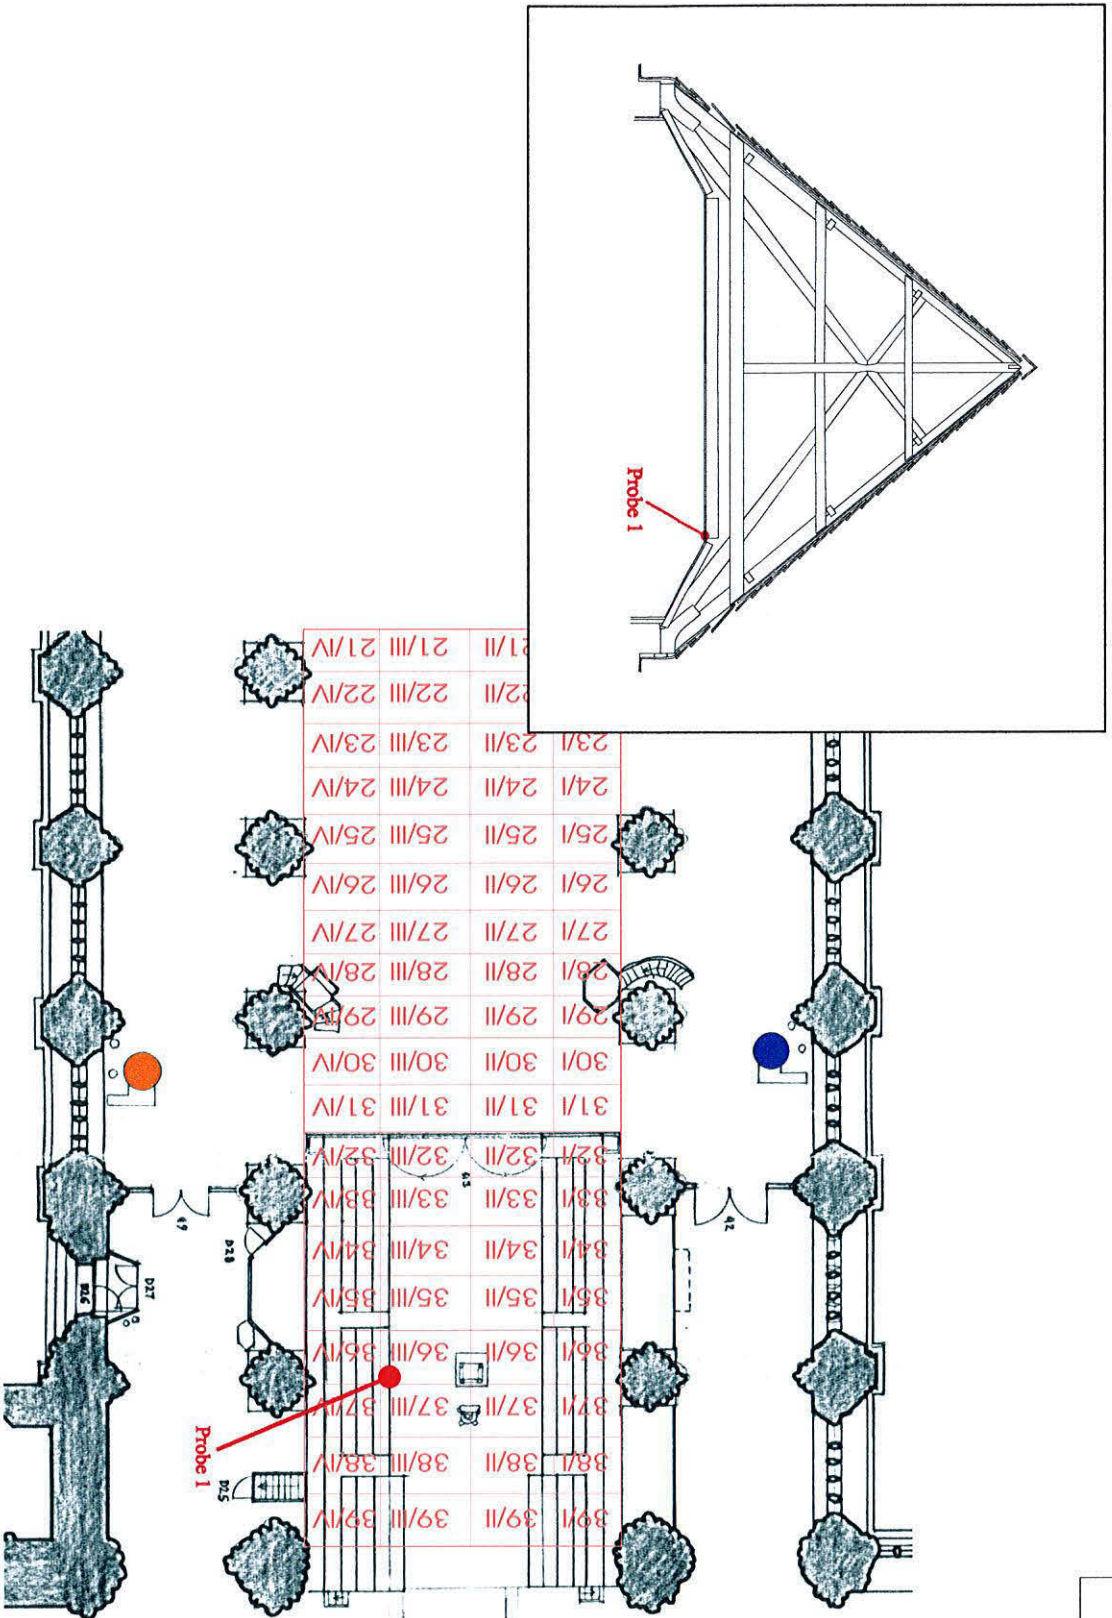 Probe 1
21/II 21/III 21/IV
22/II 22/III 22/IV
23/I 23/II 23/III 23/IV
24/I 24/II 24/III 24/IV
25/I 25/II 25/III 25/IV
26/I 26/II 26/III 26/IV
27/I 27/II 27/III 27/IV
28/I 28/II 28/III 28/IV
29/I 29/II 29/III 29/IV
30/I 30/II 30/III 30/IV
31/I 31/II 31/III 31/IV
32/I 32/II 32/III 32/IV
33/I 33/II 33/III 33/IV
34/I 34/II 34/III 34/IV
35/I 35/II 35/III 35/IV
36/I 36/II 36/III 36/IV
37/I 37/II 37/III 37/IV
38/I 38/II 38/III 38/IV
39/I 39/II 39/III 39/IV
D28
D27
D26
D25
Probe 1